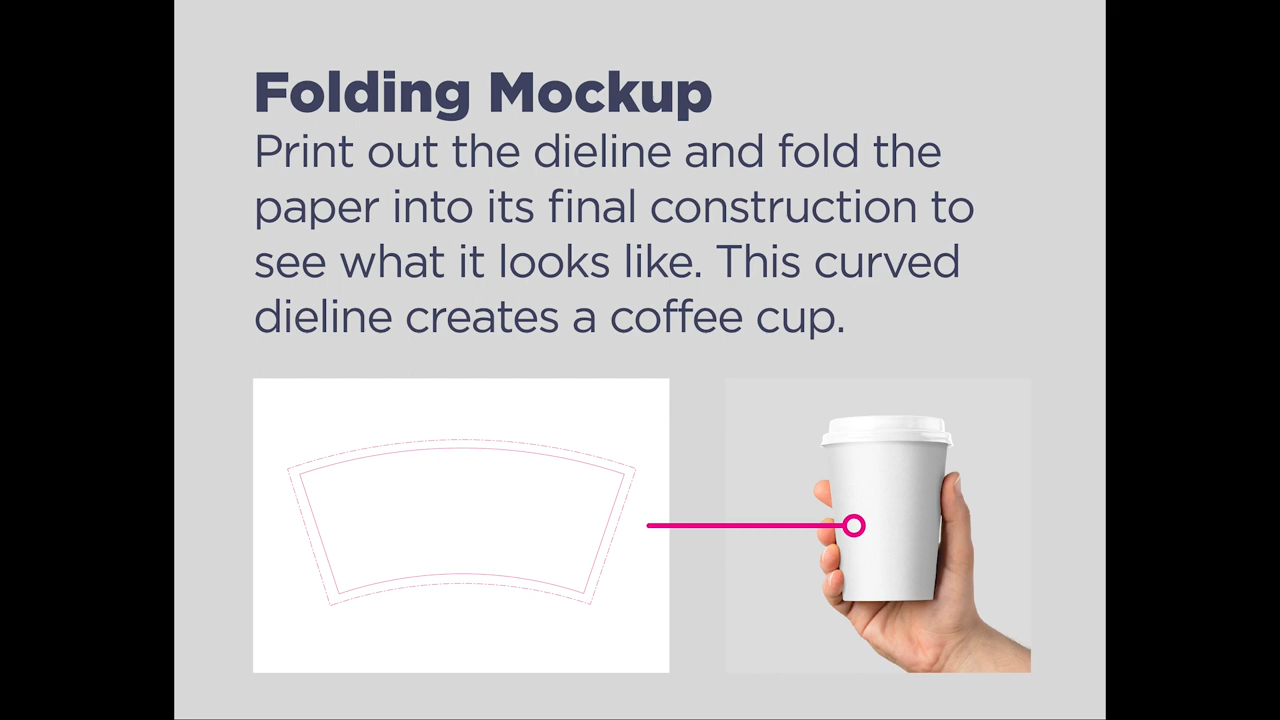 Folding Mockup
Print out the dieline and fold the
paper into its final construction to
see what it looks like. This curved
dieline creates a coffee cup.